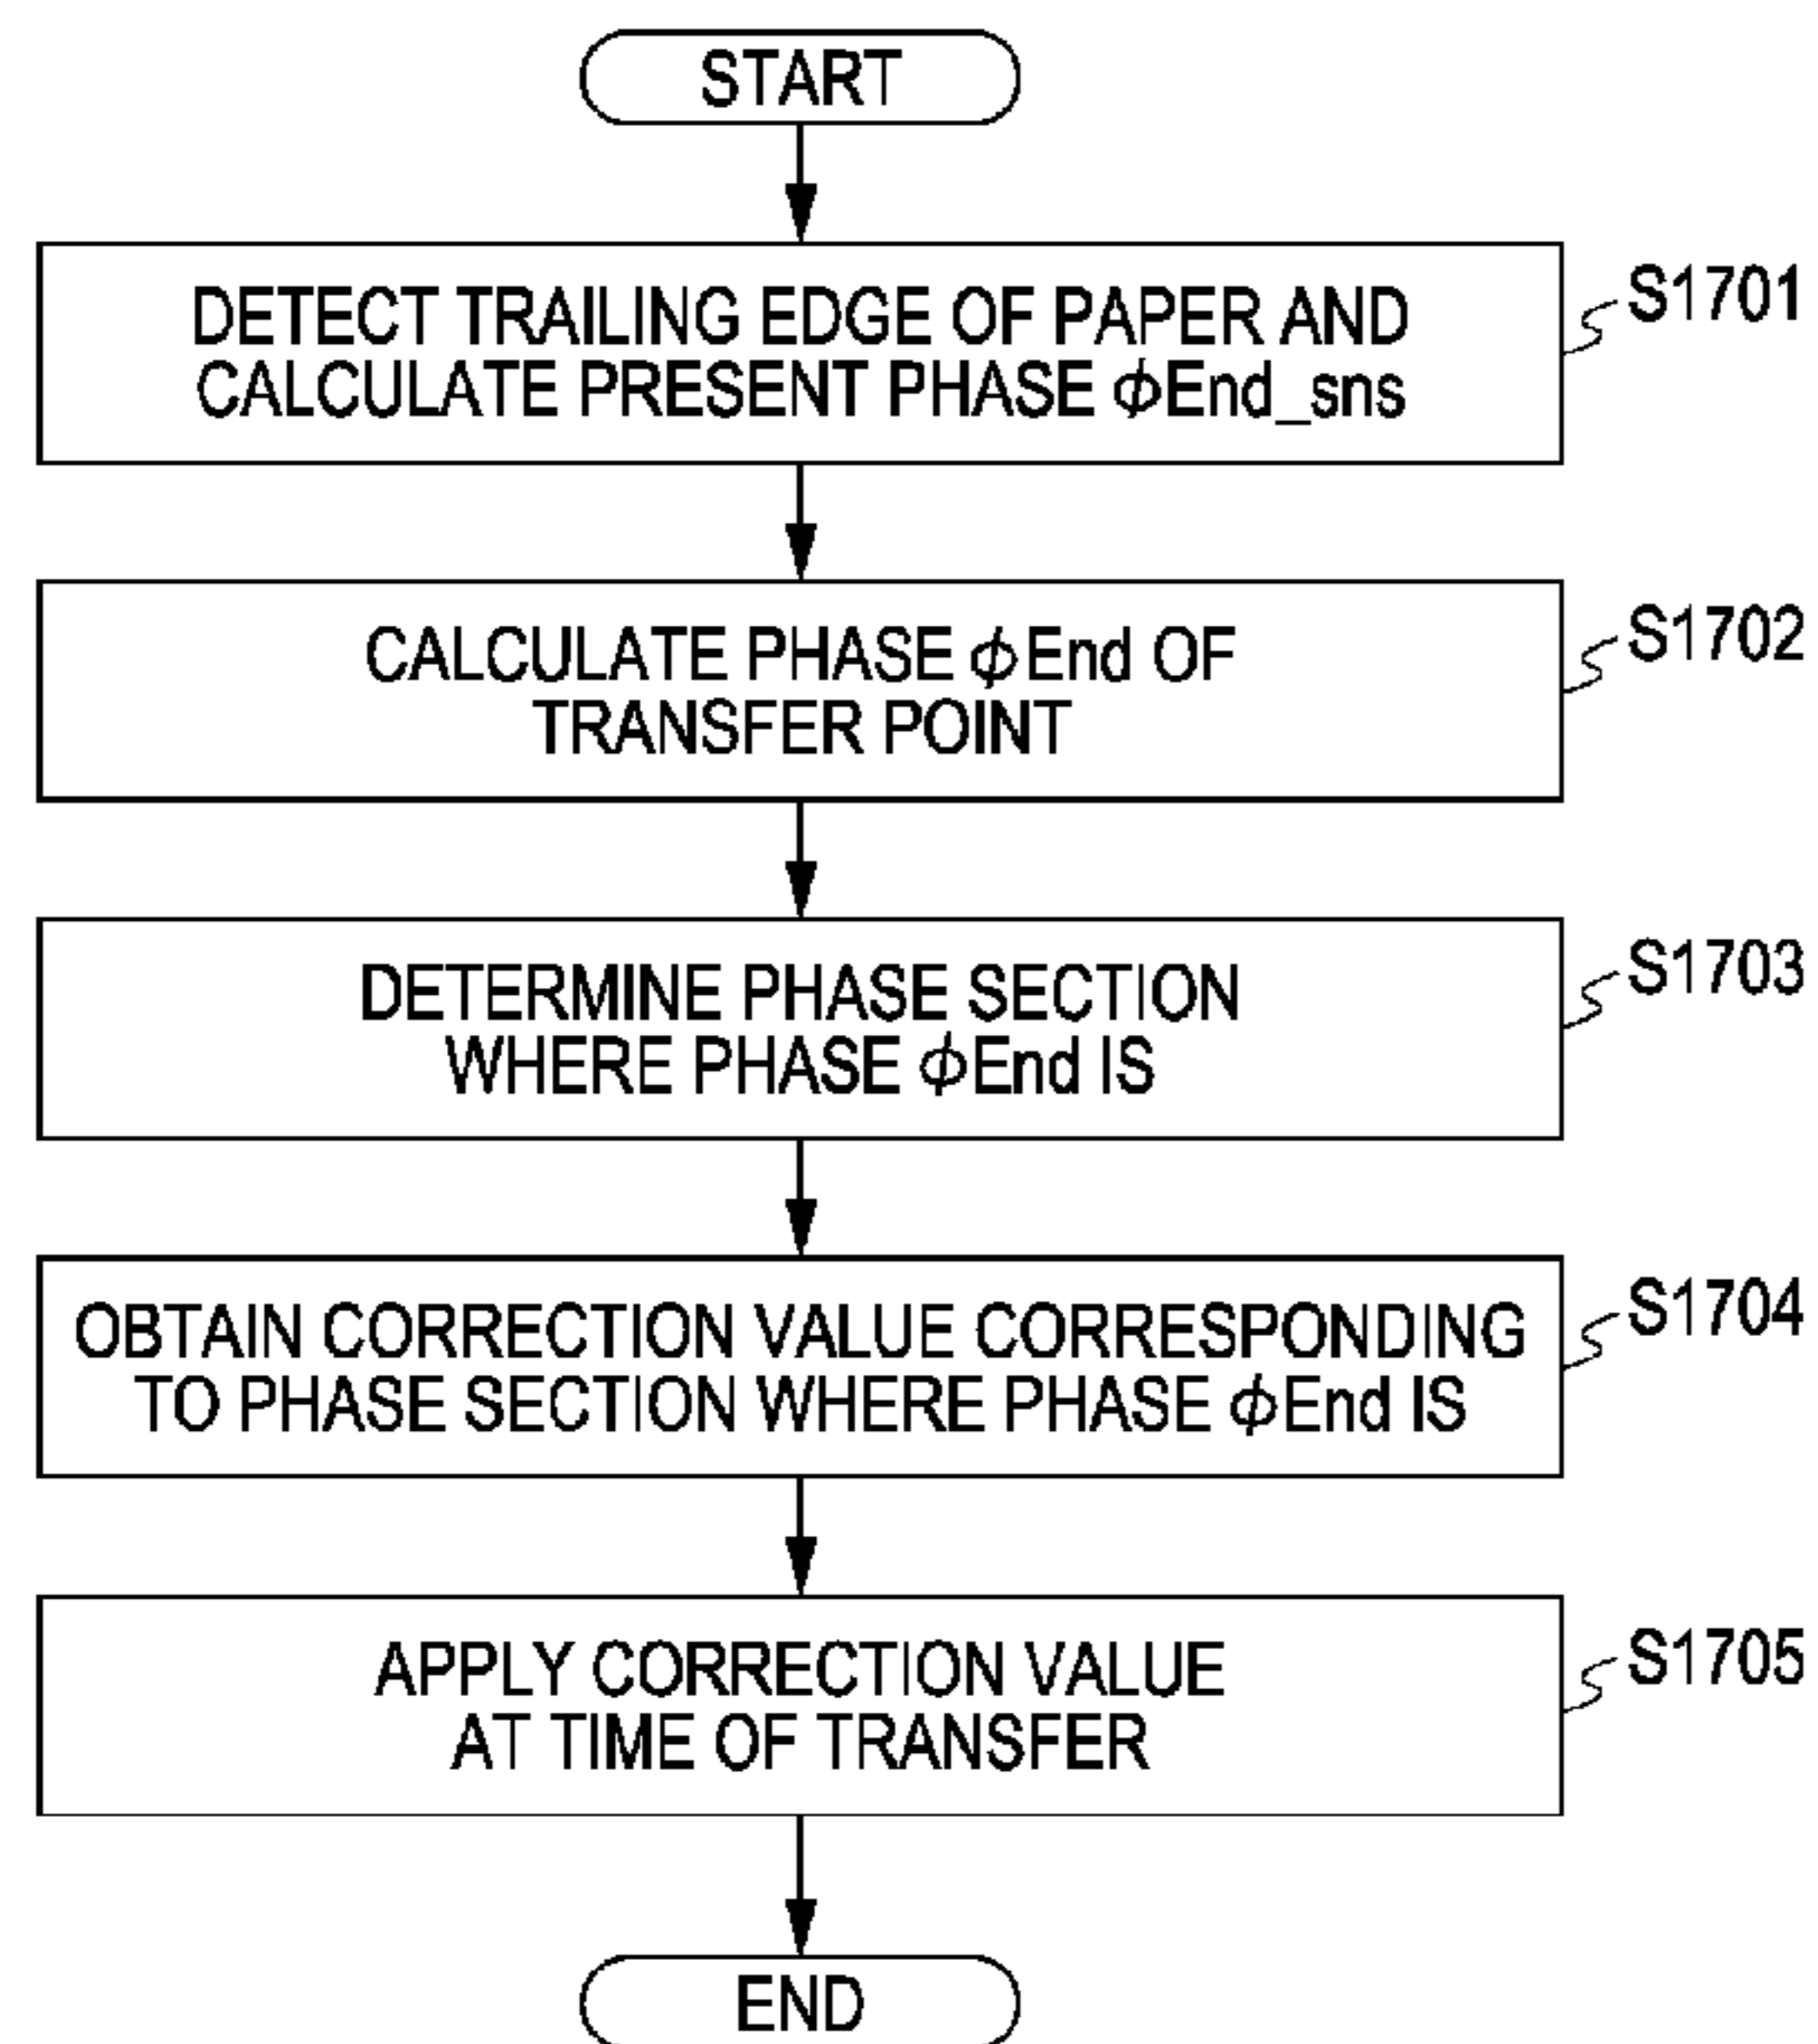 START
DETECT TRAILING EDGE OF PAPER AND
CALCULATE PRESENT PHASE ϕEnd_sns
S1701
CALCULATE PHASE ϕEnd OF
TRANSFER POINT
S1702
DETERMINE PHASE SECTION
WHERE PHASE ϕEnd IS
S1703
OBTAIN CORRECTION VALUE CORRESPONDING
TO PHASE SECTION WHERE PHASE ϕEnd IS
S1704
APPLY CORRECTION VALUE
AT TIME OF TRANSFER
S1705
END